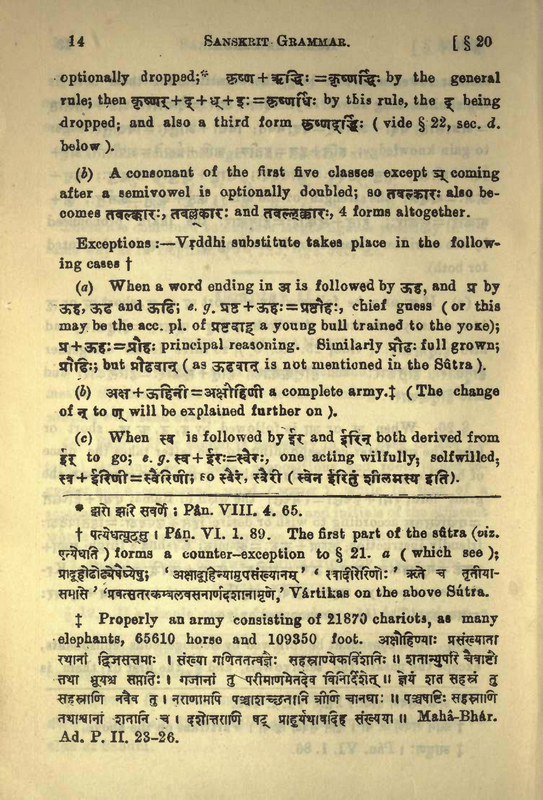 14 SANSKRIT GRAMMAR. [ § 20
optionally dropped;* कृष्ण + ऋद्धिः = कृष्णर्द्धिः by the general
rule; then कृष्णर् + द् + ध् + इः = कृष्णर्धिः by this rule, the द् being
dropped; and also a third form कृष्णर्द्द्धिः ( vide § 22, sec. d.
below ).
(b) A consonant of the first five classes except ञ् coming
after a semivowel is optionally doubled; so तवल्कारः also be-
comes तवल्क्कारः, तवल्ल्कारः and तवल्ल्क्कारः, 4 forms altogether.
Exceptions :—Vṛddhi substitute takes place in the follow-
ing cases †
(a) When a word ending in अ is followed by ऊह, and प्र by
ऊह, ऊढ and ऊढि; e. g. प्रष्ठ + ऊहः = प्रष्ठौहः, chief guess ( or this
may be the acc. pl. of प्रष्ठवाह् a young bull trained to the yoke);
प्र + ऊहः = प्रौहः principal reasoning. Similarly प्रौढः full grown;
प्रौढिः; but प्रोढवान् ( as ऊढवान् is not mentioned in the Sûtra ).
(b) अक्ष + ऊहिनी = अक्षौहिणी a complete army.‡ ( The change
of न् to ण् will be explained further on ).
(c) When स्व is followed by ईर and ईरिन् both derived from
ईर् to go; e. g. स्व + ईरः = स्वैरः, one acting wilfully; selfwilled,
स्व + ईरिणी = स्वैरिणी; so स्वैरं, स्वैरी ( स्वेन ईरितुं शीलमस्य इति).
* झरो झरि सवर्णे ; Pân. VIII. 4. 65.
† एत्येधत्यूठ्सु । Pâṇ. VI. 1. 89. The first part of the sûtra (viz.
एत्येधति ) forms a counter-exception to § 21. a ( which see );
प्रादूहोढोढ्येषैष्येषु; 'अक्षादूहिन्यामुपसंख्यानम्' 'स्वादीरेरिणोः' 'ऋते च तृतीया-
समासे' 'प्रवत्सतरकम्बलवसनार्णदशानामृणे,' Vártikas on the above Sútra.
‡ Properly an army consisting of 21870 chariots, as many
elephants, 65610 horse and 109350 foot. अक्षौहिण्याः प्रसंख्याता
रथानां द्विजसत्तमाः । संख्या गणिततत्त्वज्ञैः सहस्राण्येकविंशतिः ॥ शतान्युपरि चैवाष्टौ
तथा भूयश्च सप्ततिः । गजानां तु परीमाणमेतदेव विनिर्दिशेत् ॥ ज्ञेयं शत सहस्रं तु
सहस्राणि नवैव तु । नराणामपि पञ्चाशच्छतानि त्रीणि चानघाः ॥ पञ्चषष्टिः सहस्राणि
तथाश्वानां शतानि च । दशोत्तराणि षट् प्राहुर्यथावदिह संख्यया ॥ Mahâ-Bhâr.
Ad. P. II. 23-26.